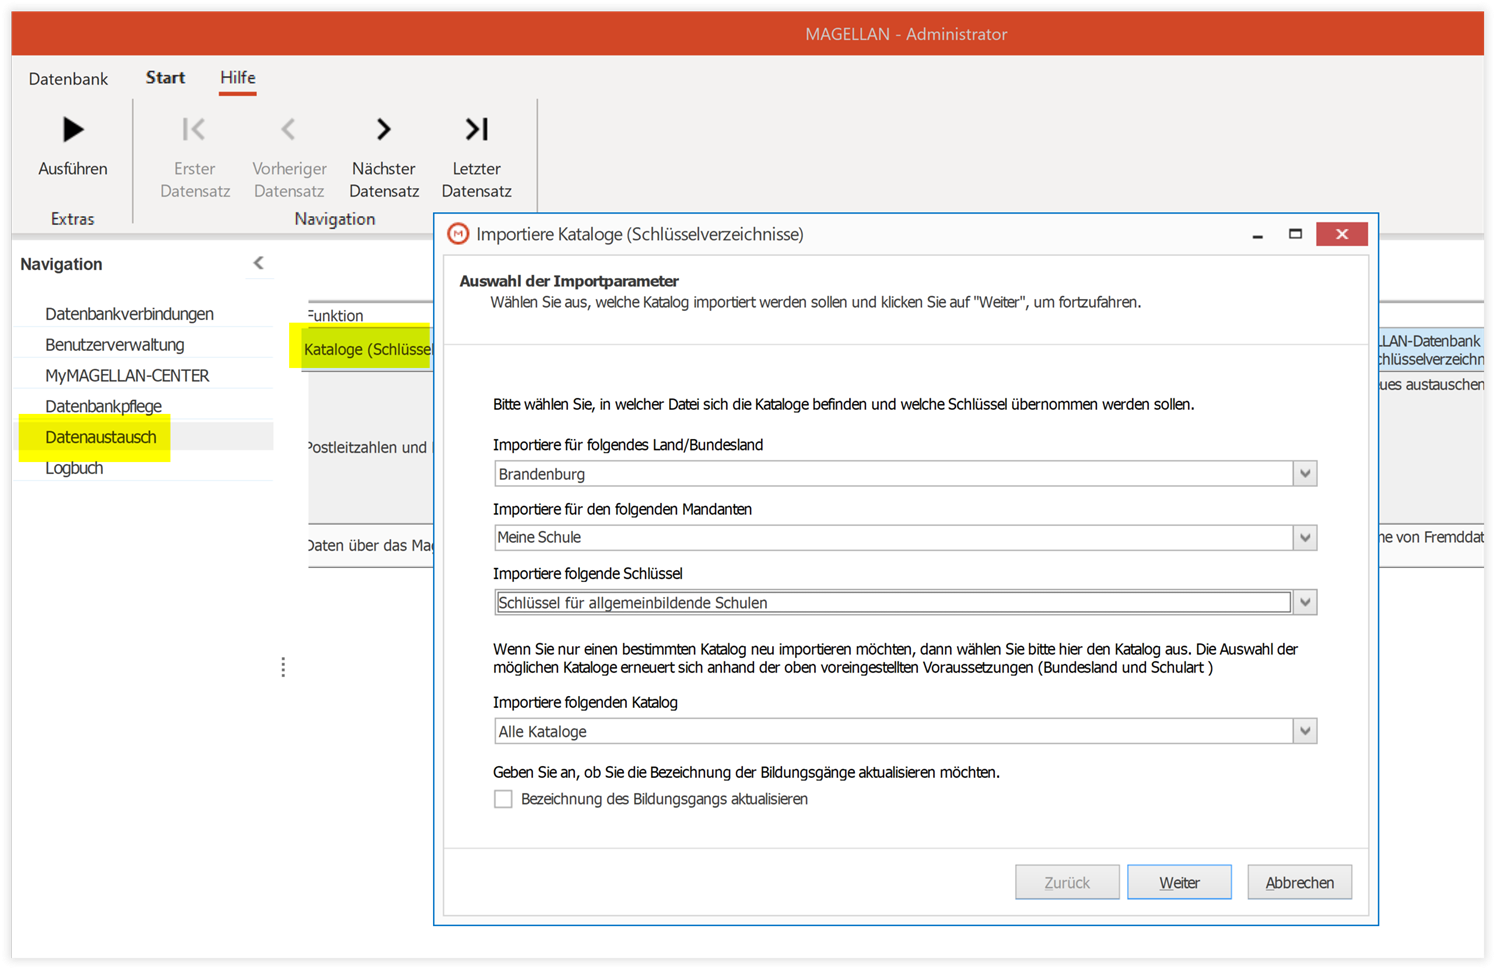 MAGELLAN - Administrator
Datenbank Start Hilfe
Ausführen
Erster Datensatz
Vorheriger Datensatz
Nächster Datensatz
Letzter Datensatz
Extras
Navigation
Navigation
Datenbankverbindungen
Benutzerverwaltung
MyMAGELLAN-CENTER
Datenbankpflege
Datenaustausch
Logbuch
Funktion
Kataloge (Schlüssel
Postleitzahlen und
Daten über das Mag
Importiere Kataloge (Schlüsselverzeichnisse)
Auswahl der Importparameter
Wählen Sie aus, welche Katalog importiert werden sollen und klicken Sie auf "Weiter", um fortzufahren.
Bitte wählen Sie, in welcher Datei sich die Kataloge befinden und welche Schlüssel übernommen werden sollen.
Importiere für folgendes Land/Bundesland
Brandenburg
Importiere für den folgenden Mandanten
Meine Schule
Importiere folgende Schlüssel
Schlüssel für allgemeinbildende Schulen
Wenn Sie nur einen bestimmten Katalog neu importieren möchten, dann wählen Sie bitte hier den Katalog aus. Die Auswahl der
möglichen Kataloge erneuert sich anhand der oben voreingestellten Voraussetzungen (Bundesland und Schulart )
Importiere folgenden Katalog
Alle Kataloge
Geben Sie an, ob Sie die Bezeichnung der Bildungsgänge aktualisieren möchten.
Bezeichnung des Bildungsgangs aktualisieren
Zurück Weiter Abbrechen
LLAN-Datenbank
chlüsselverzeichn
eues austauschen
ne von Fremddat